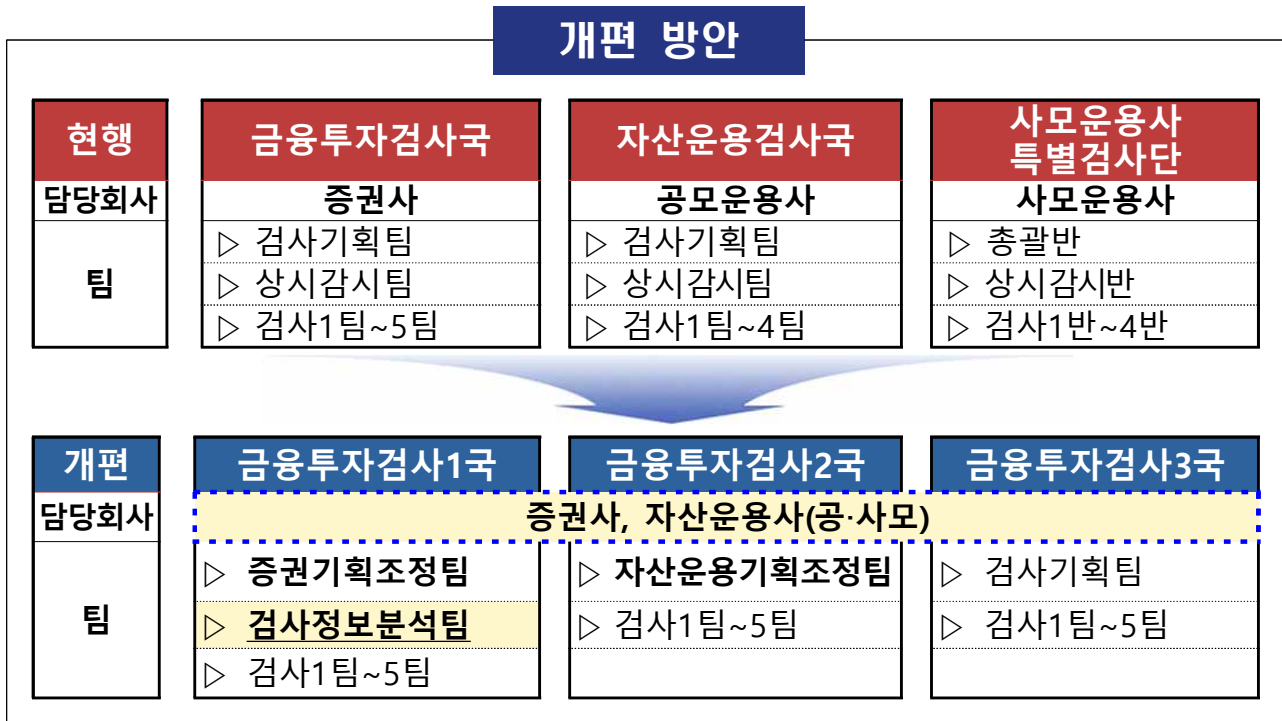 개편 방안
현행
금융투자검사국
자산운용검사국
사모운용사
특별검사단
담당회사
증권사
공모운용사
사모운용사
팀
▷ 검사기획팀
▷ 검사기획팀
▷ 총괄반
▷ 상시감시팀
▷ 상시감시팀
▷ 상시감시반
▷ 검사1팀~5팀
▷ 검사1팀~4팀
▷ 검사1반~4반
개편
금융투자검사1국
금융투자검사2국
금융투자검사3국
담당회사
증권사, 자산운용사(공·사모)
팀
▷ 증권기획조정팀
▷ 자산운용기획조정팀
▷ 검사기획팀
▷ 검사정보분석팀
▷ 검사1팀~5팀
▷ 검사1팀~5팀
▷ 검사1팀~5팀